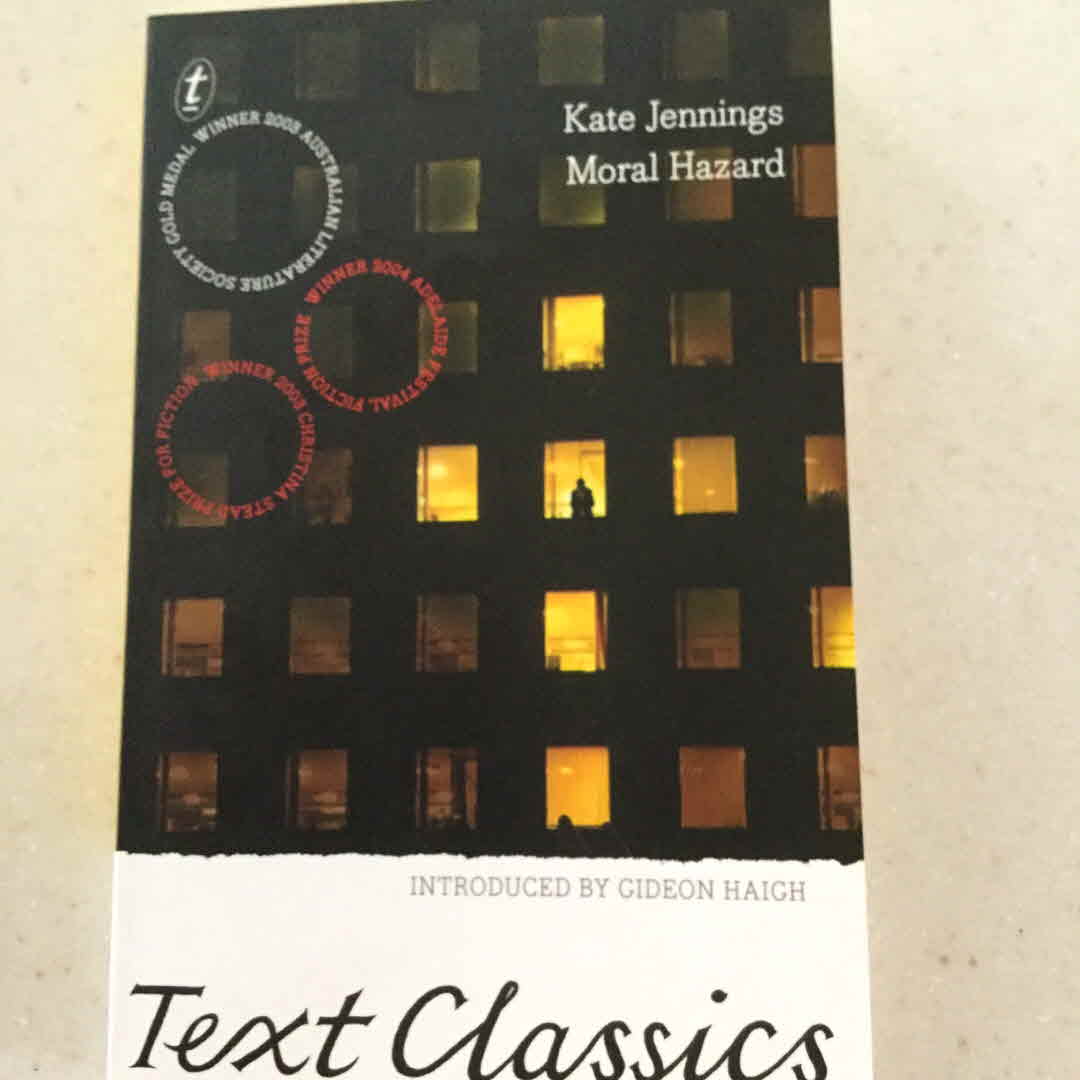 t
Kate Jennings
Moral Hazard
WINNER 2003 AUSTRALIAN LITERATURE SOCIETY GOLD MEDAL
WINNER 2004 ADELAIDE FESTIVAL FICTION PRIZE
WINNER 2003 CHRISTINA STEAD PRIZE FOR FICTION
INTRODUCED BY GIDEON HAIGH
Text Classics